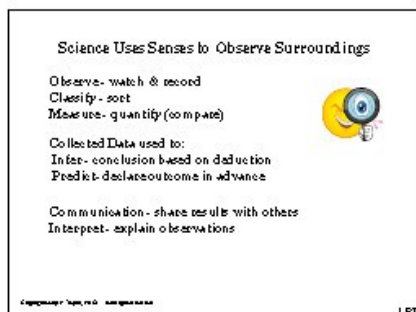 Science Uses Senses to Observe Surroundings
Observe- watch & record
Classify- sort
Measure- quantify (compare)
Collected Data used to:
Infer- conclusion based on deduction
Predict- declare outcome in advance
Communication- share results with others
Interpret- explain observations